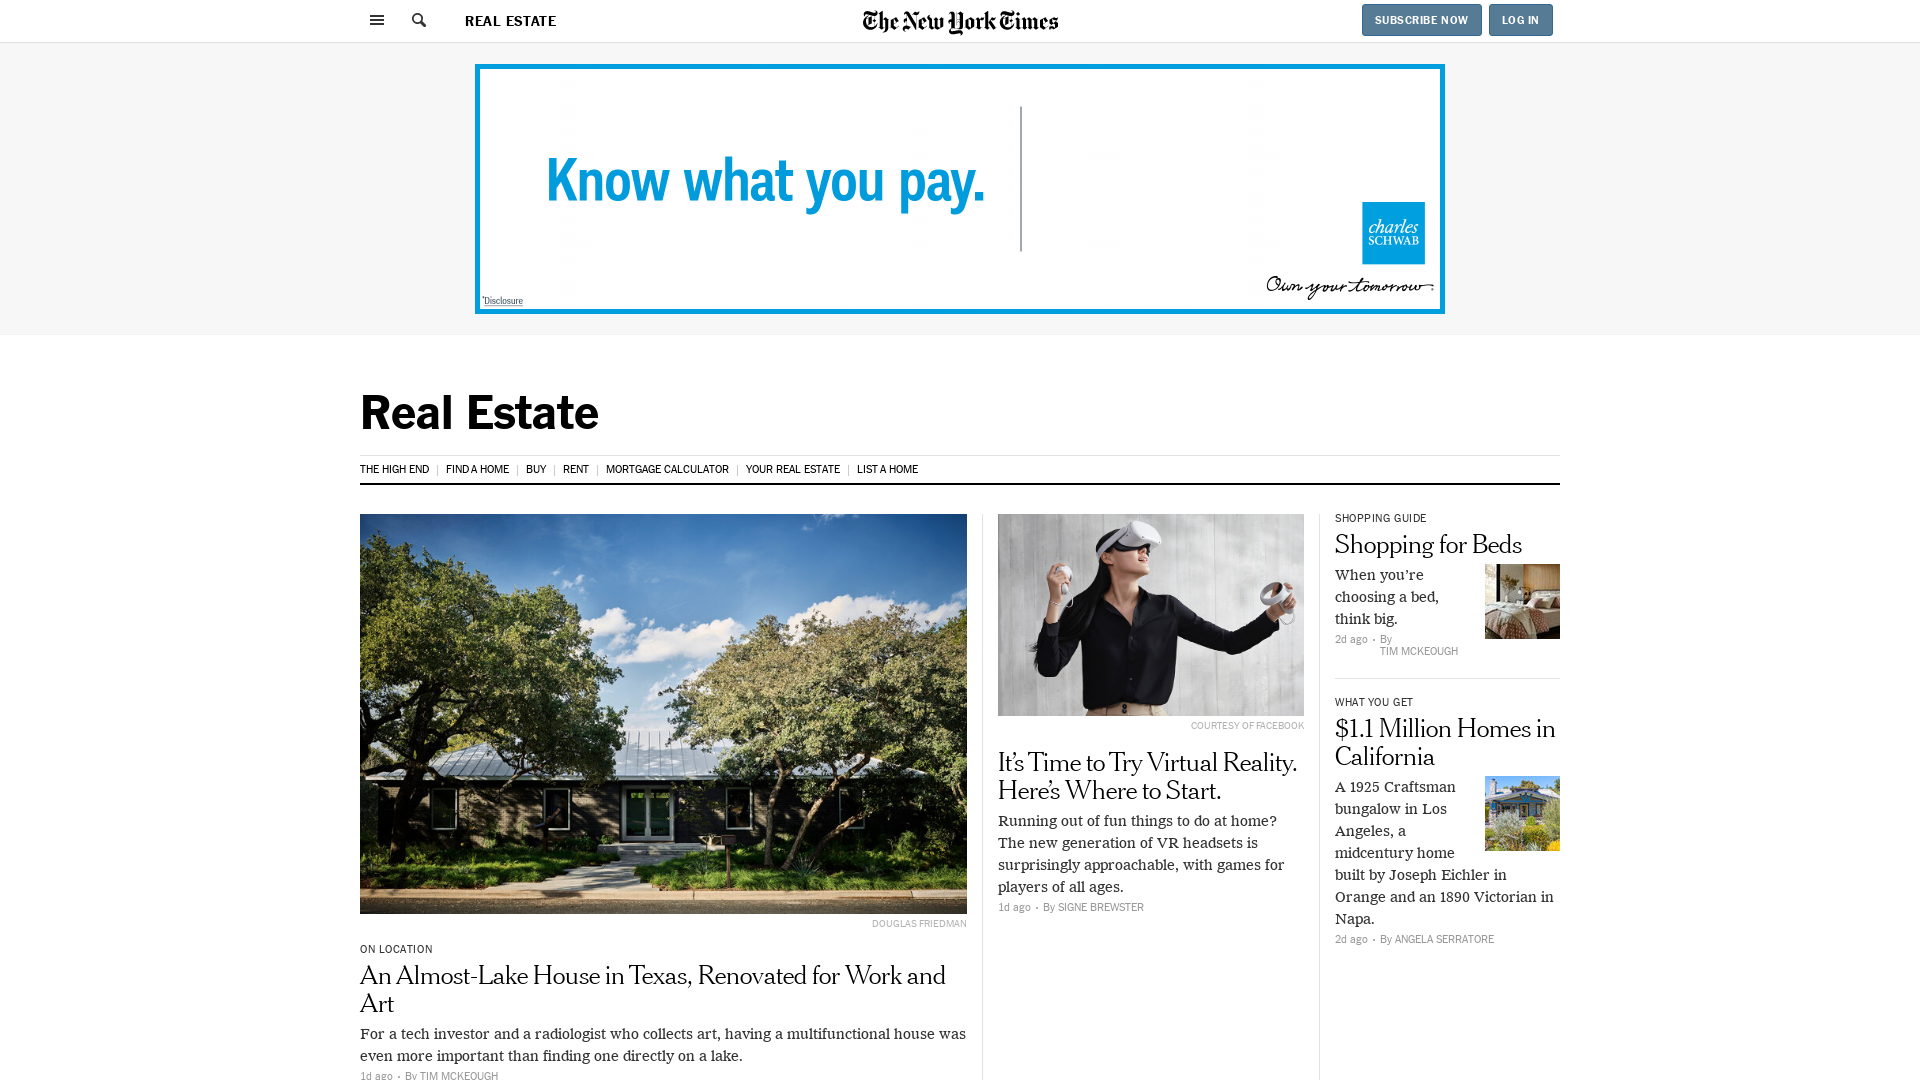 REAL ESTATE
The New York Times
SUBSCRIBE NOW
LOG IN
Know what you pay.
charles
SCHWAB
Own your tomorrow
*Disclosure
Real Estate
THE HIGH END
FIND A HOME
BUY
RENT
MORTGAGE CALCULATOR
YOUR REAL ESTATE
LIST A HOME
DOUGLAS FRIEDMAN
ON LOCATION
An Almost-Lake House in Texas, Renovated for Work and
Art
For a tech investor and a radiologist who collects art, having a multifunctional house was
even more important than finding one directly on a lake.
1d ago • By TIM MCKEOUGH
COURTESY OF FACEBOOK
It’s Time to Try Virtual Reality.
Here’s Where to Start.
Running out of fun things to do at home?
The new generation of VR headsets is
surprisingly approachable, with games for
players of all ages.
1d ago • By SIGNE BREWSTER
SHOPPING GUIDE
Shopping for Beds
When you’re
choosing a bed,
think big.
2d ago • By
TIM MCKEOUGH
WHAT YOU GET
$1.1 Million Homes in
California
A 1925 Craftsman
bungalow in Los
Angeles, a
midcentury home
built by Joseph Eichler in
Orange and an 1890 Victorian in
Napa.
2d ago • By ANGELA SERRATORE